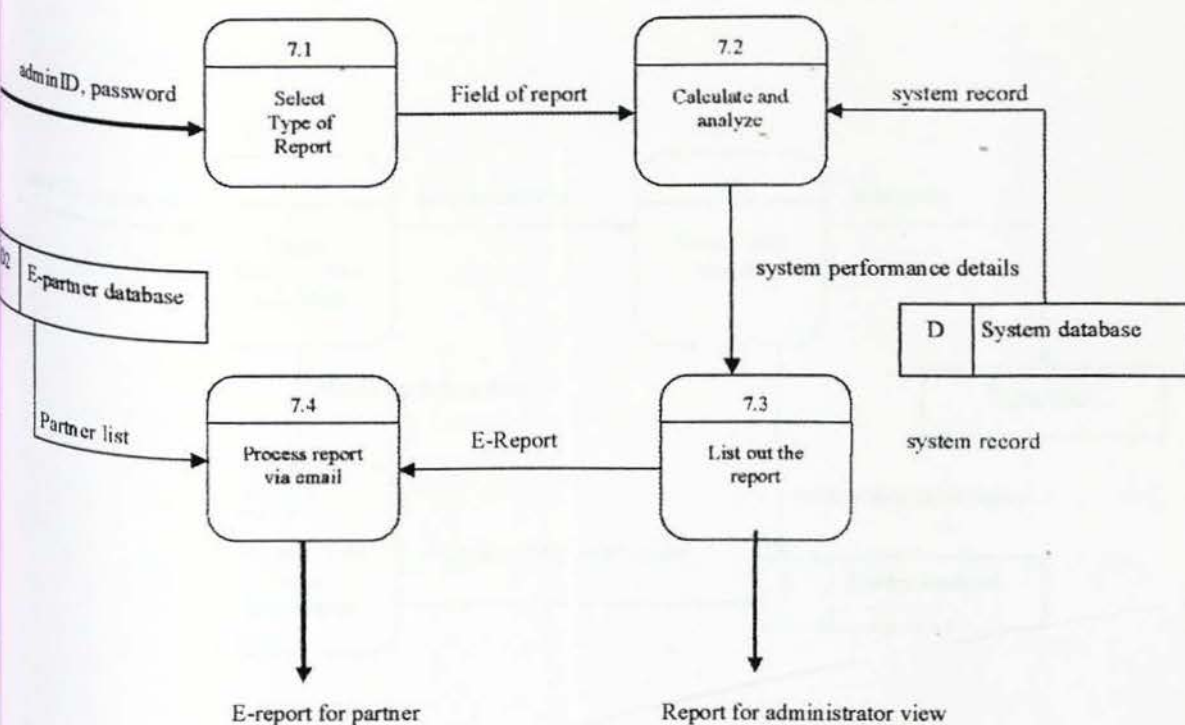 7.1
Select
Type of
Report
adminID, password
Field of report
7.2
Calculate and
analyze
system record
system performance details
02
E-partner database
D
System database
Partner list
7.4
Process report
via email
E-Report
7.3
List out the
report
system record
E-report for partner
Report for administrator view